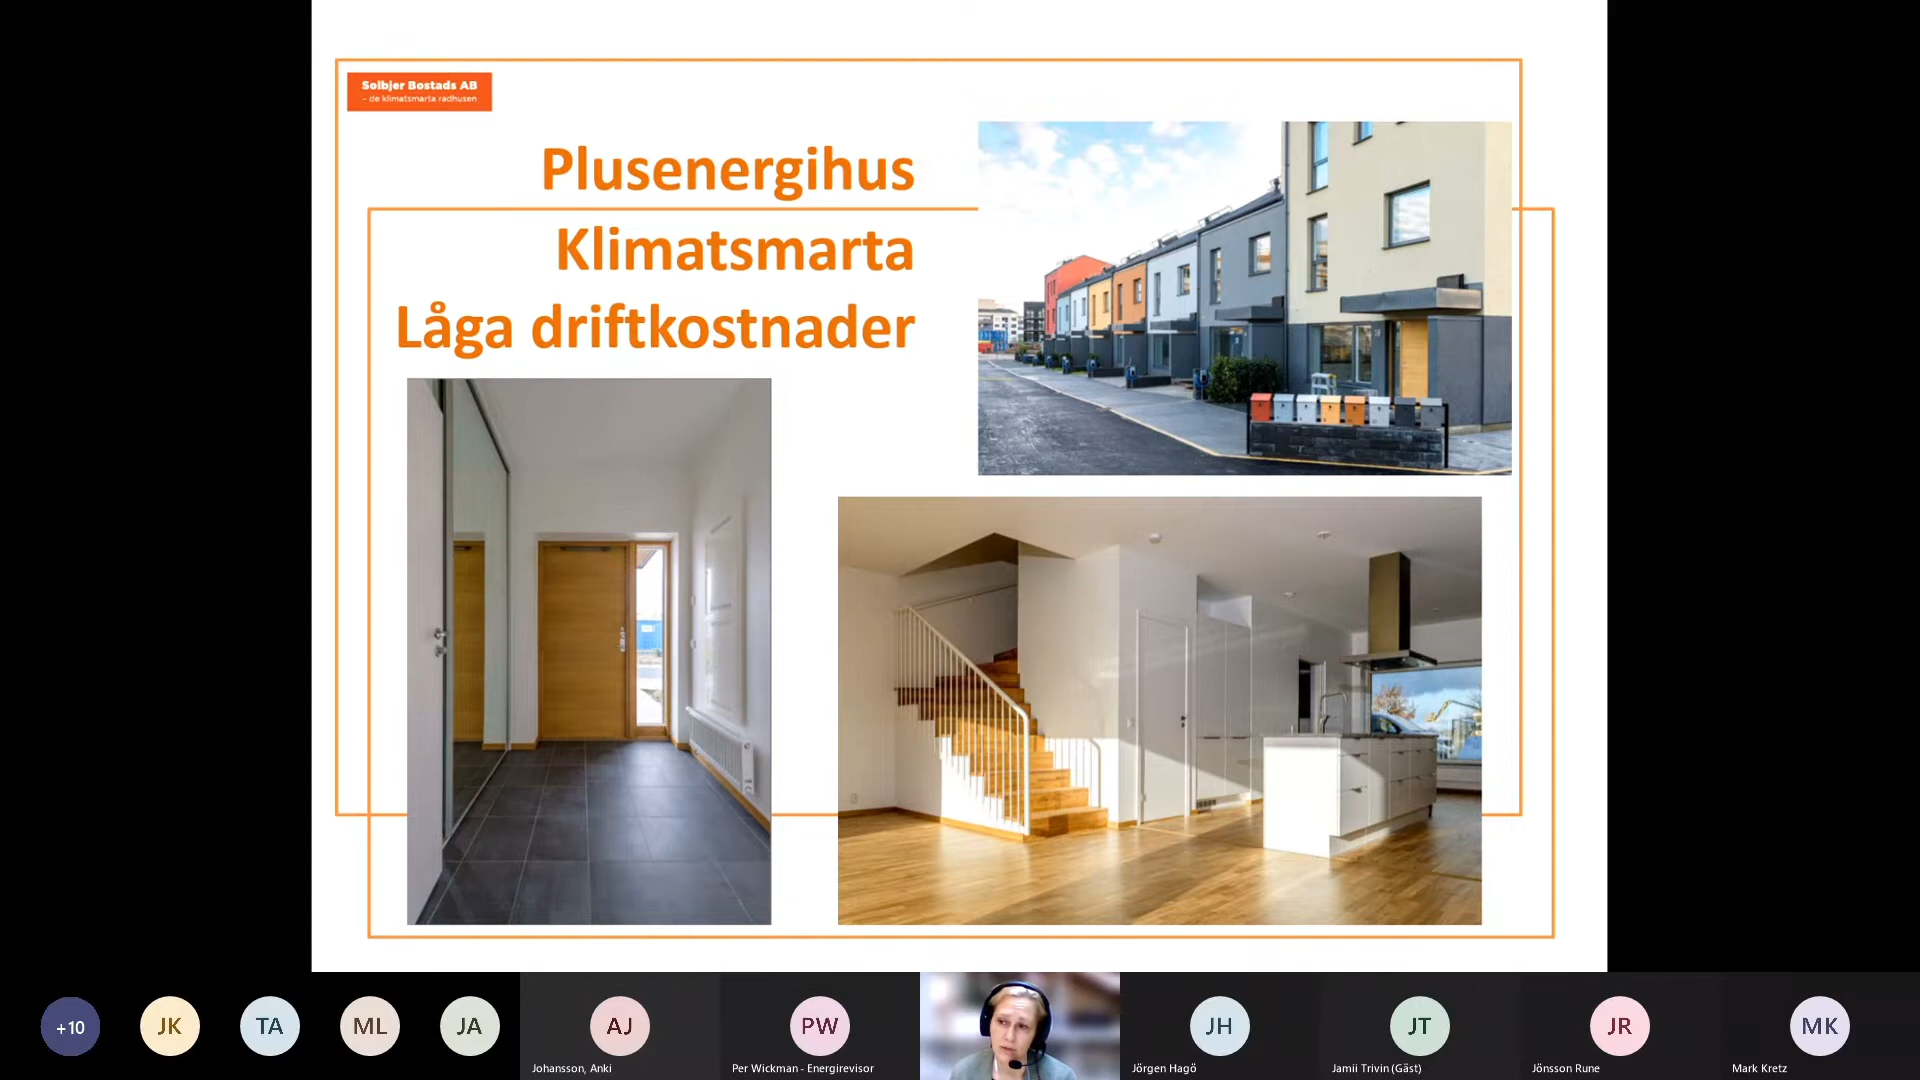 Solbjer Bostads AB
– de klimatsmarta radhusen
Plusenergihus
Klimatsmarta
Låga driftkostnader
+10
JK
TA
ML
JA
AJ
Johansson, Anki
PW
Per Wickman - Energirevisor
JH
Jörgen Hagö
JT
Jamii Trivin (Gäst)
JR
Jönsson Rune
MK
Mark Kretz